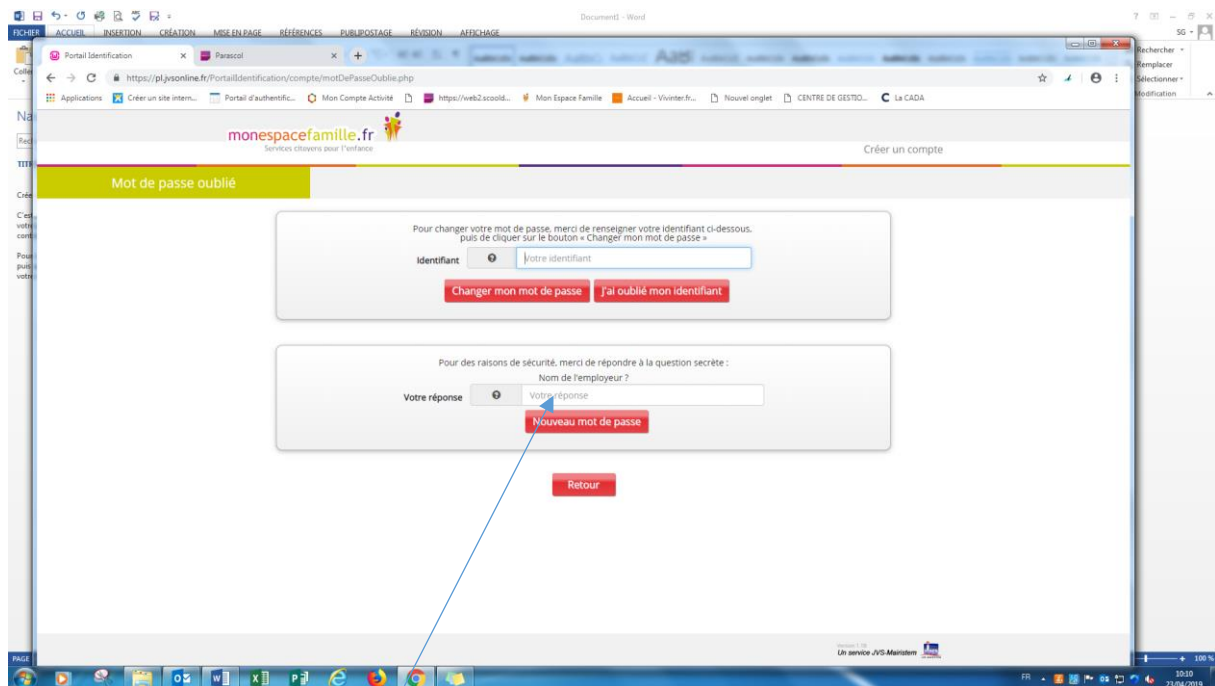 Document1 - Word
FICHIER ACCUEIL INSERTION CRÉATION MISE EN PAGE RÉFÉRENCES PUBLIPOSTAGE RÉVISION AFFICHAGE
SG
Rechercher
Remplacer
Sélectionner
Modification
Portail Identification
Parascol
https://pl.jvsonline.fr/PortailIdentification/compte/motDePasseOublie.php
Applications Créer un site intern... Portail d'authentific... Mon Compte Activité https://web2.scoold... Mon Espace Famille Accueil - Vivinter.fr... Nouvel onglet CENTRE DE GESTIO... La CADA
monespacefamille.fr
Services citoyens pour l'enfance
Créer un compte
Mot de passe oublié
Pour changer votre mot de passe, merci de renseigner votre identifiant ci-dessous,
puis de cliquer sur le bouton « Changer mon mot de passe »
Identifiant
Votre identifiant
Changer mon mot de passe
J'ai oublié mon identifiant
Pour des raisons de sécurité, merci de répondre à la question secrète :
Nom de l'employeur ?
Votre réponse
Votre réponse
Nouveau mot de passe
Retour
Un service JVS-Mairistem
PAGE
100 %
FR
10:10
23/04/2019